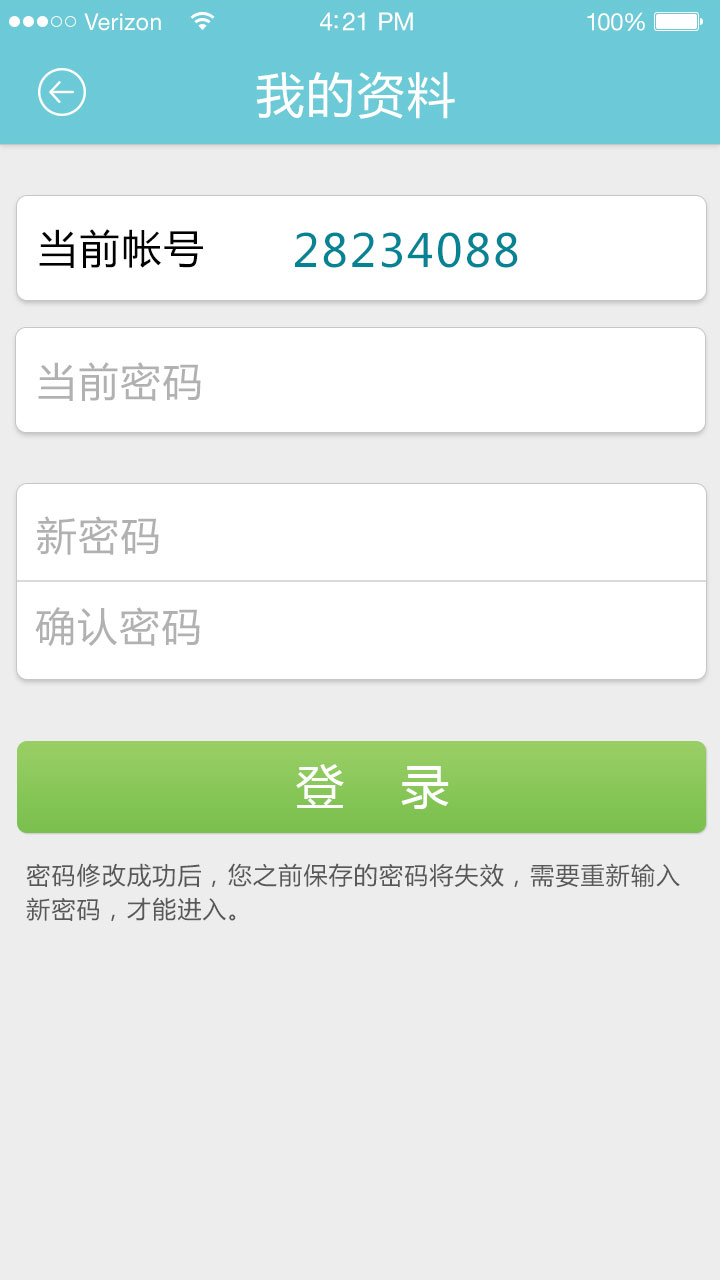 Verizon 4:21 PM 100%
我的资料
当前帐号 28234088
当前密码
新密码
确认密码
登 录
密码修改成功后，您之前保存的密码将失效，需要重新输入
新密码，才能进入。